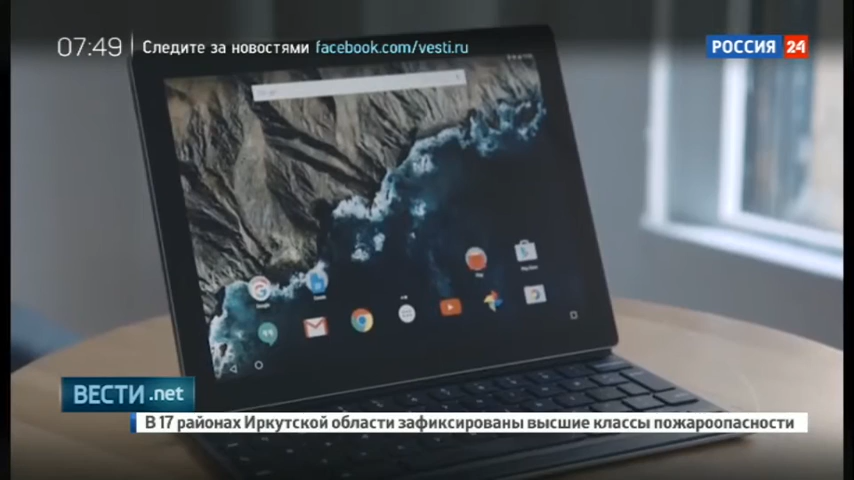 07:49
Следите за новостями facebook.com/vesti.ru
РОССИЯ 24
ВЕСТИ.net
В 17 районах Иркутской области зафиксированы высшие классы пожароопасности